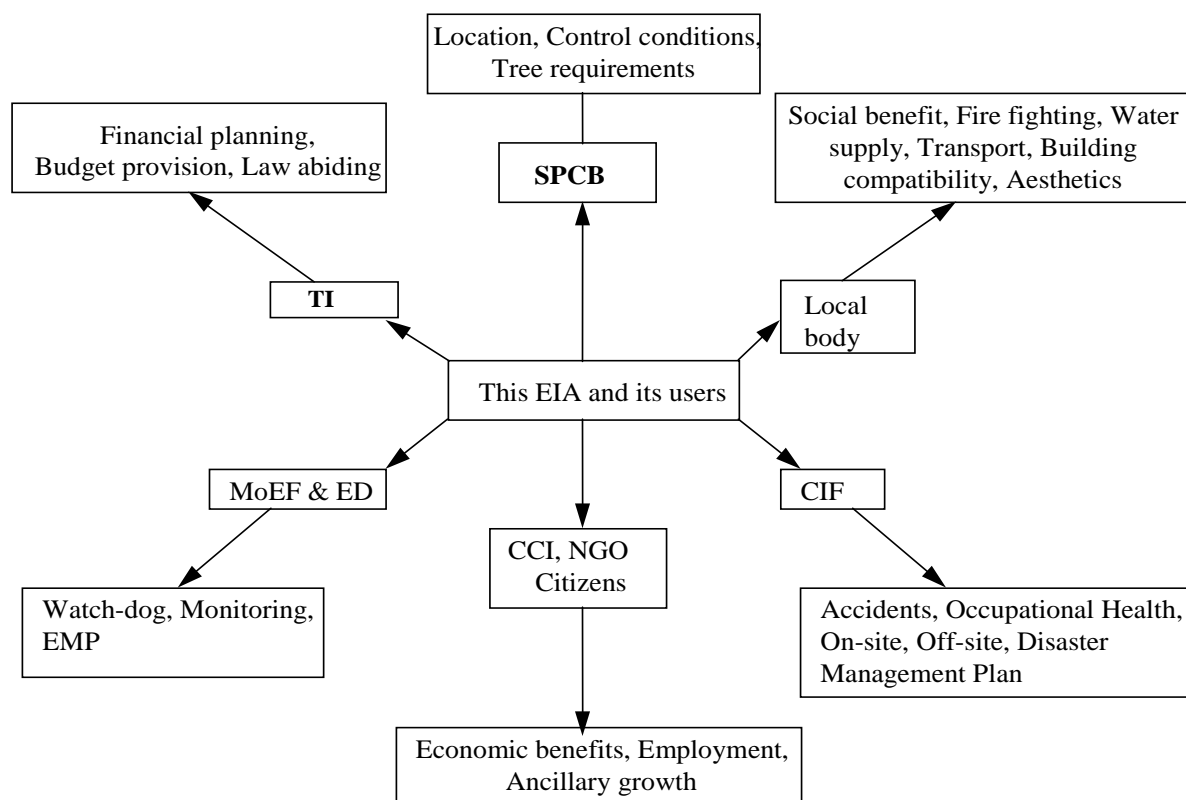 Location, Control conditions,
Tree requirements
Financial planning,
Budget provision, Law abiding
SPCB
Social benefit, Fire fighting, Water
supply, Transport, Building
compatibility, Aesthetics
TI
Local
body
This EIA and its users
MoEF & ED
CCI, NGO
Citizens
CIF
Watch-dog, Monitoring,
EMP
Accidents, Occupational Health,
On-site, Off-site, Disaster
Management Plan
Economic benefits, Employment,
Ancillary growth